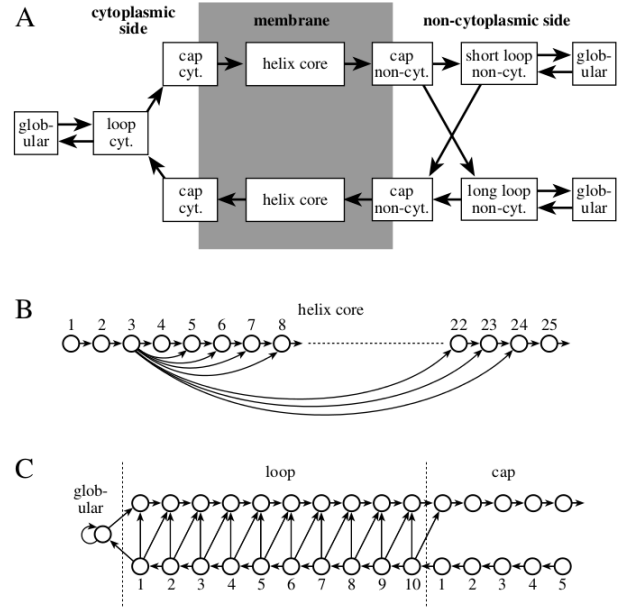 A
cytoplasmic
side
membrane
non-cytoplasmic side
cap
cyt.
helix core
cap
non-cyt.
short loop
non-cyt.
glob-
ular
glob-
ular
loop
cyt.
cap
cyt.
helix core
cap
non-cyt.
long loop
non-cyt.
glob-
ular
B
helix core
1 2 3 4 5 6 7 8 22 23 24 25
C
loop
cap
glob-
ular
1 2 3 4 5 6 7 8 9 10 1 2 3 4 5